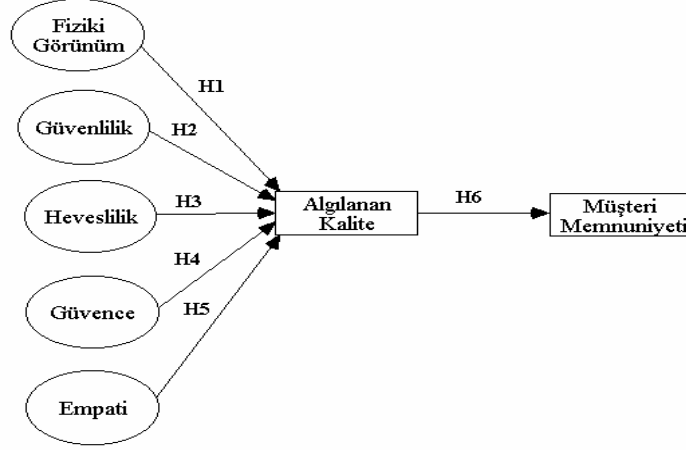 Fiziki
Görünüm
H1
Güvenlilik
H2
Heveslilik
H3
Algılanan
Kalite
H6
Müşteri
Memnuniyeti
H4
Güvence
H5
Empati